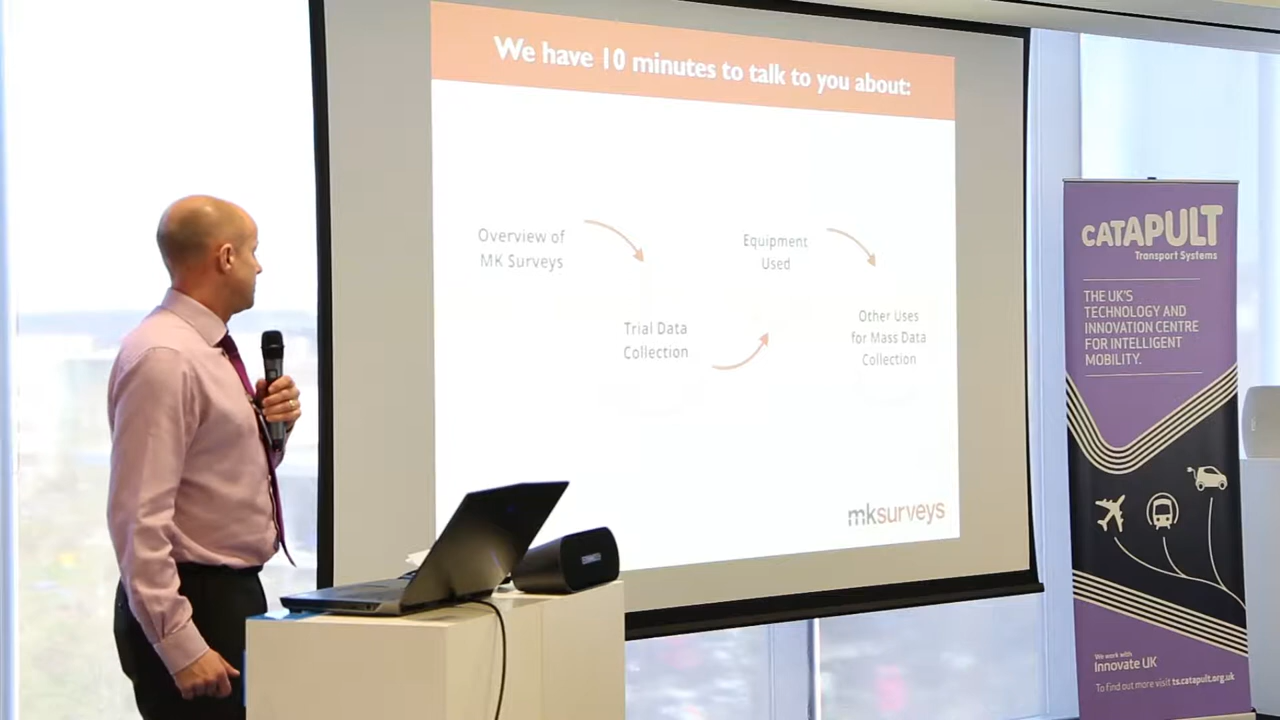 We have 10 minutes to talk to you about:
Overview of
MK Surveys
Trial Data
Collection
Equipment
Used
Other Uses
for Mass Data
Collection
mksurveys
CATAPULT
Transport Systems
THE UK'S
TECHNOLOGY AND
INNOVATION CENTRE
FOR INTELLIGENT
MOBILITY.
We work with
Innovate UK
To find out more visit ts.catapult.org.uk